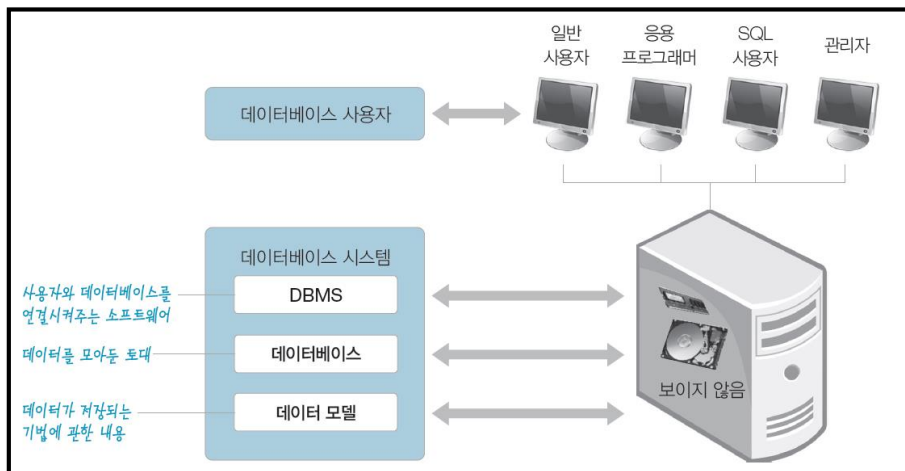 일반
사용자
응용
프로그래머
SQL
사용자
관리자
데이터베이스 사용자
데이터베이스 시스템
사용자와 데이터베이스를
연결시켜주는 소프트웨어
DBMS
데이터를 모아둔 토대
데이터베이스
보이지 않음
데이터가 저장되는
기법에 관한 내용
데이터 모델